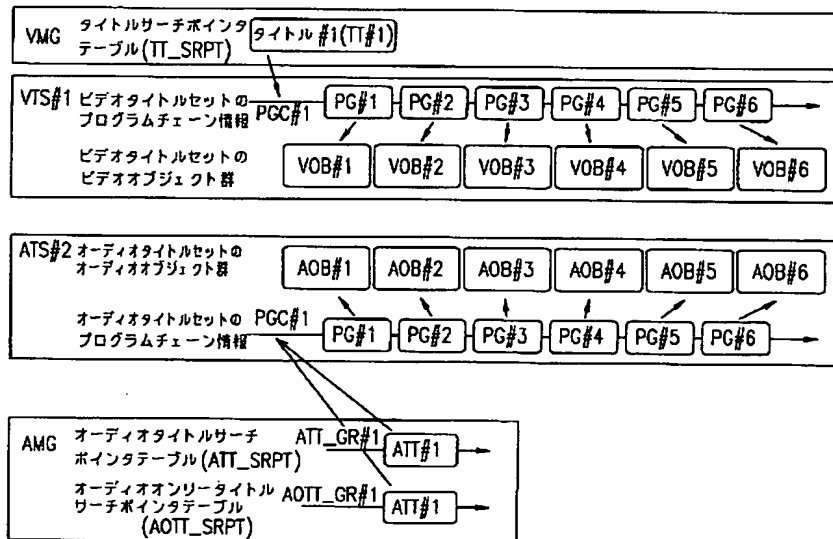 VMG タイトルサーチポインタ
テーブル(TT_SRPT)
タイトル #1(TT#1)
VTS#1 ビデオタイトルセットの
プログラムチェーン情報
PGC#1
PG#1 PG#2 PG#3 PG#4 PG#5 PG#6
ビデオタイトルセットの
ビデオオブジェクト群
VOB#1 VOB#2 VOB#3 VOB#4 VOB#5 VOB#6
ATS#2 オーディオタイトルセットの
オーディオオブジェクト群
AOB#1 AOB#2 AOB#3 AOB#4 AOB#5 AOB#6
オーディオタイトルセットの
プログラムチェーン情報
PGC#1
PG#1 PG#2 PG#3 PG#4 PG#5 PG#6
AMG オーディオタイトルサーチ
ポインタテーブル(ATT_SRPT)
ATT_GR#1 ATT#1
オーディオオンリータイトル
サーチポインタテーブル
(AOTT_SRPT)
AOTT_GR#1 ATT#1